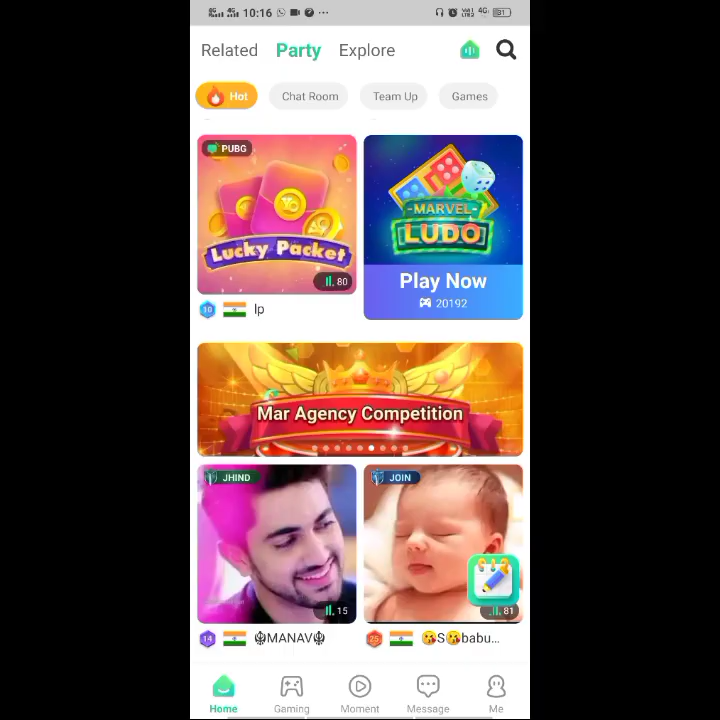 10:16
Related Party Explore
Hot Chat Room Team Up Games
PUBG
Lucky Packet
80
10 lp
-MARVEL-
LUDO
Play Now
20192
Mar Agency Competition
JHIND
15
14 MANAV
JOIN
81
25 😘S😘babu...
Home Gaming Moment Message Me